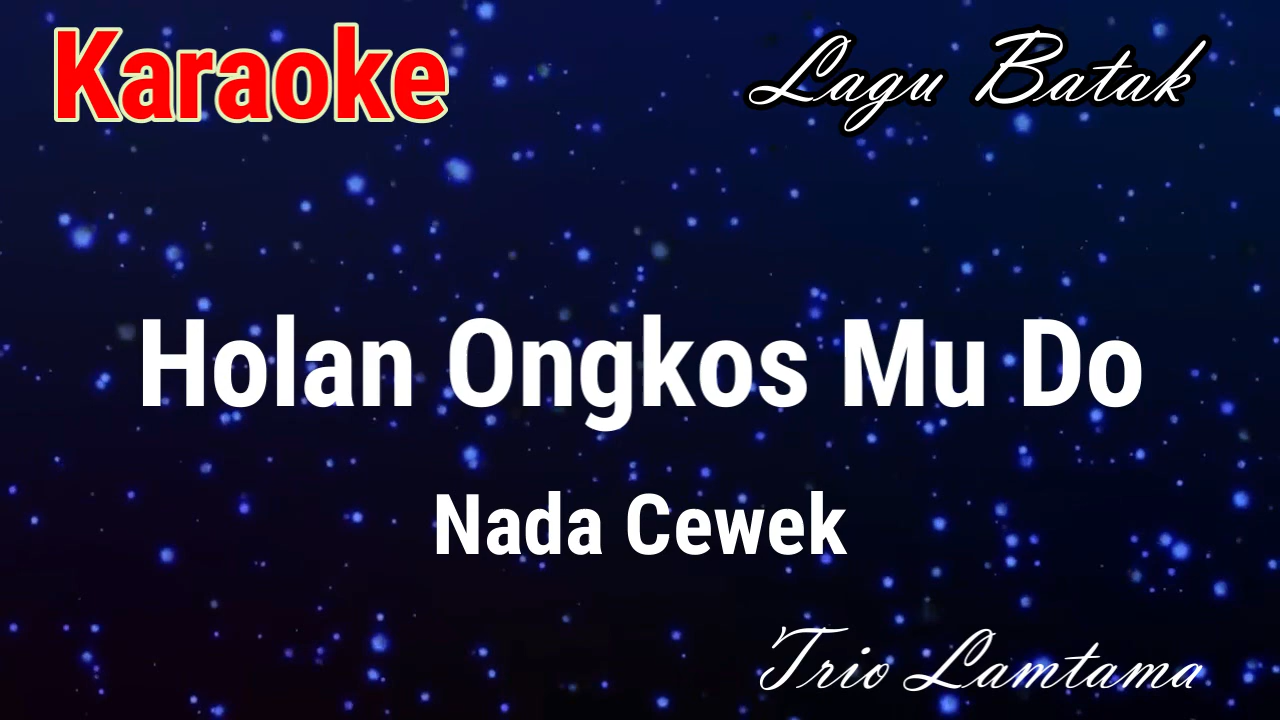 Karaoke
Lagu Batak
Holan Ongkos Mu Do
Nada Cewek
Trio Lamtama